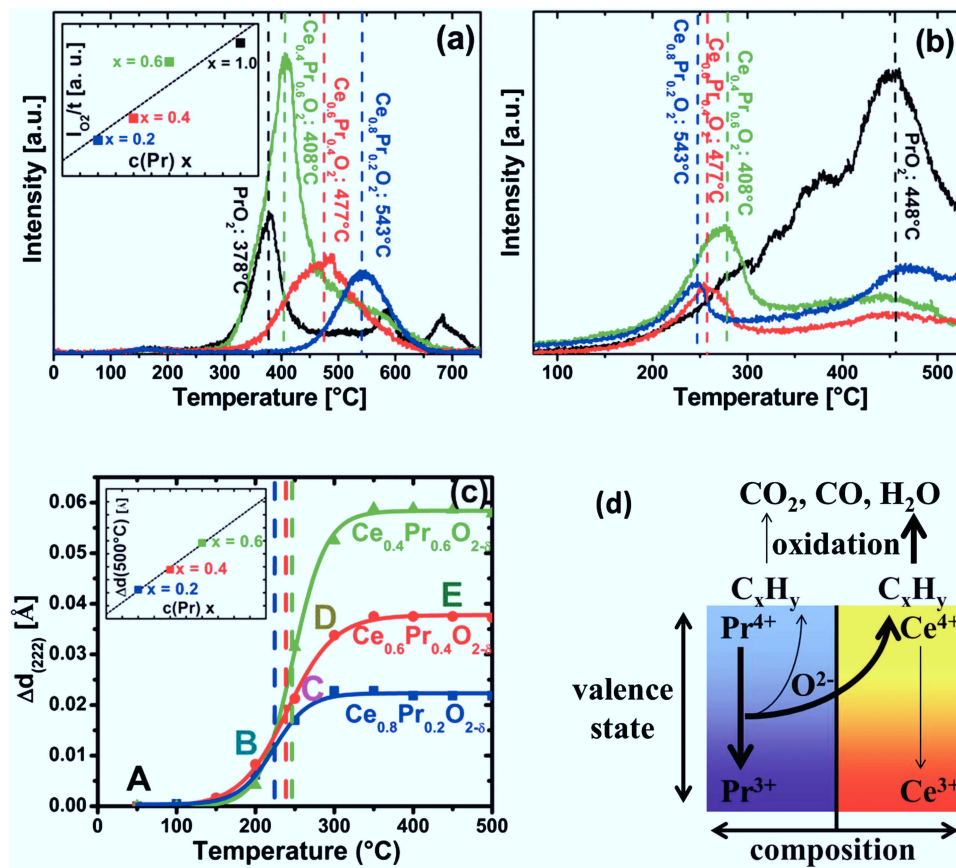 (a)
Intensity [a.u.]
Temperature [°C]
0 100 200 300 400 500 600 700
I_O2/t [a. u.]
c(Pr) x
x = 0.2
x = 0.4
x = 0.6
x = 1.0
PrO₂: 378°C
Ce₀.₄Pr₀.₆O₂: 408°C
Ce₀.₆Pr₀.₄O₂: 477°C
Ce₀.₈Pr₀.₂O₂: 543°C
(b)
Intensity [a.u.]
Temperature [°C]
100 200 300 400 500
Ce₀.₈Pr₀.₂O₂: 543°C
Ce₀.₆Pr₀.₄O₂: 477°C
Ce₀.₄Pr₀.₆O₂: 408°C
PrO₂: 448°C
(c)
Δd(222) [Å]
0.06
0.05
0.04
0.03
0.02
0.01
0.00
0 100 200 300 400 500
Temperature (°C)
Δd(500°C) [Å]
c(Pr) x
x = 0.2
x = 0.4
x = 0.6
Ce₀.₄Pr₀.₆O₂₋δ
Ce₀.₆Pr₀.₄O₂₋δ
Ce₀.₈Pr₀.₂O₂₋δ
A
B
C
D
E
(d)
CO₂, CO, H₂O
oxidation
CₓHᵧ CₓHᵧ
Pr⁴⁺ Ce⁴⁺
O²⁻
valence
state
Pr³⁺ Ce³⁺
composition